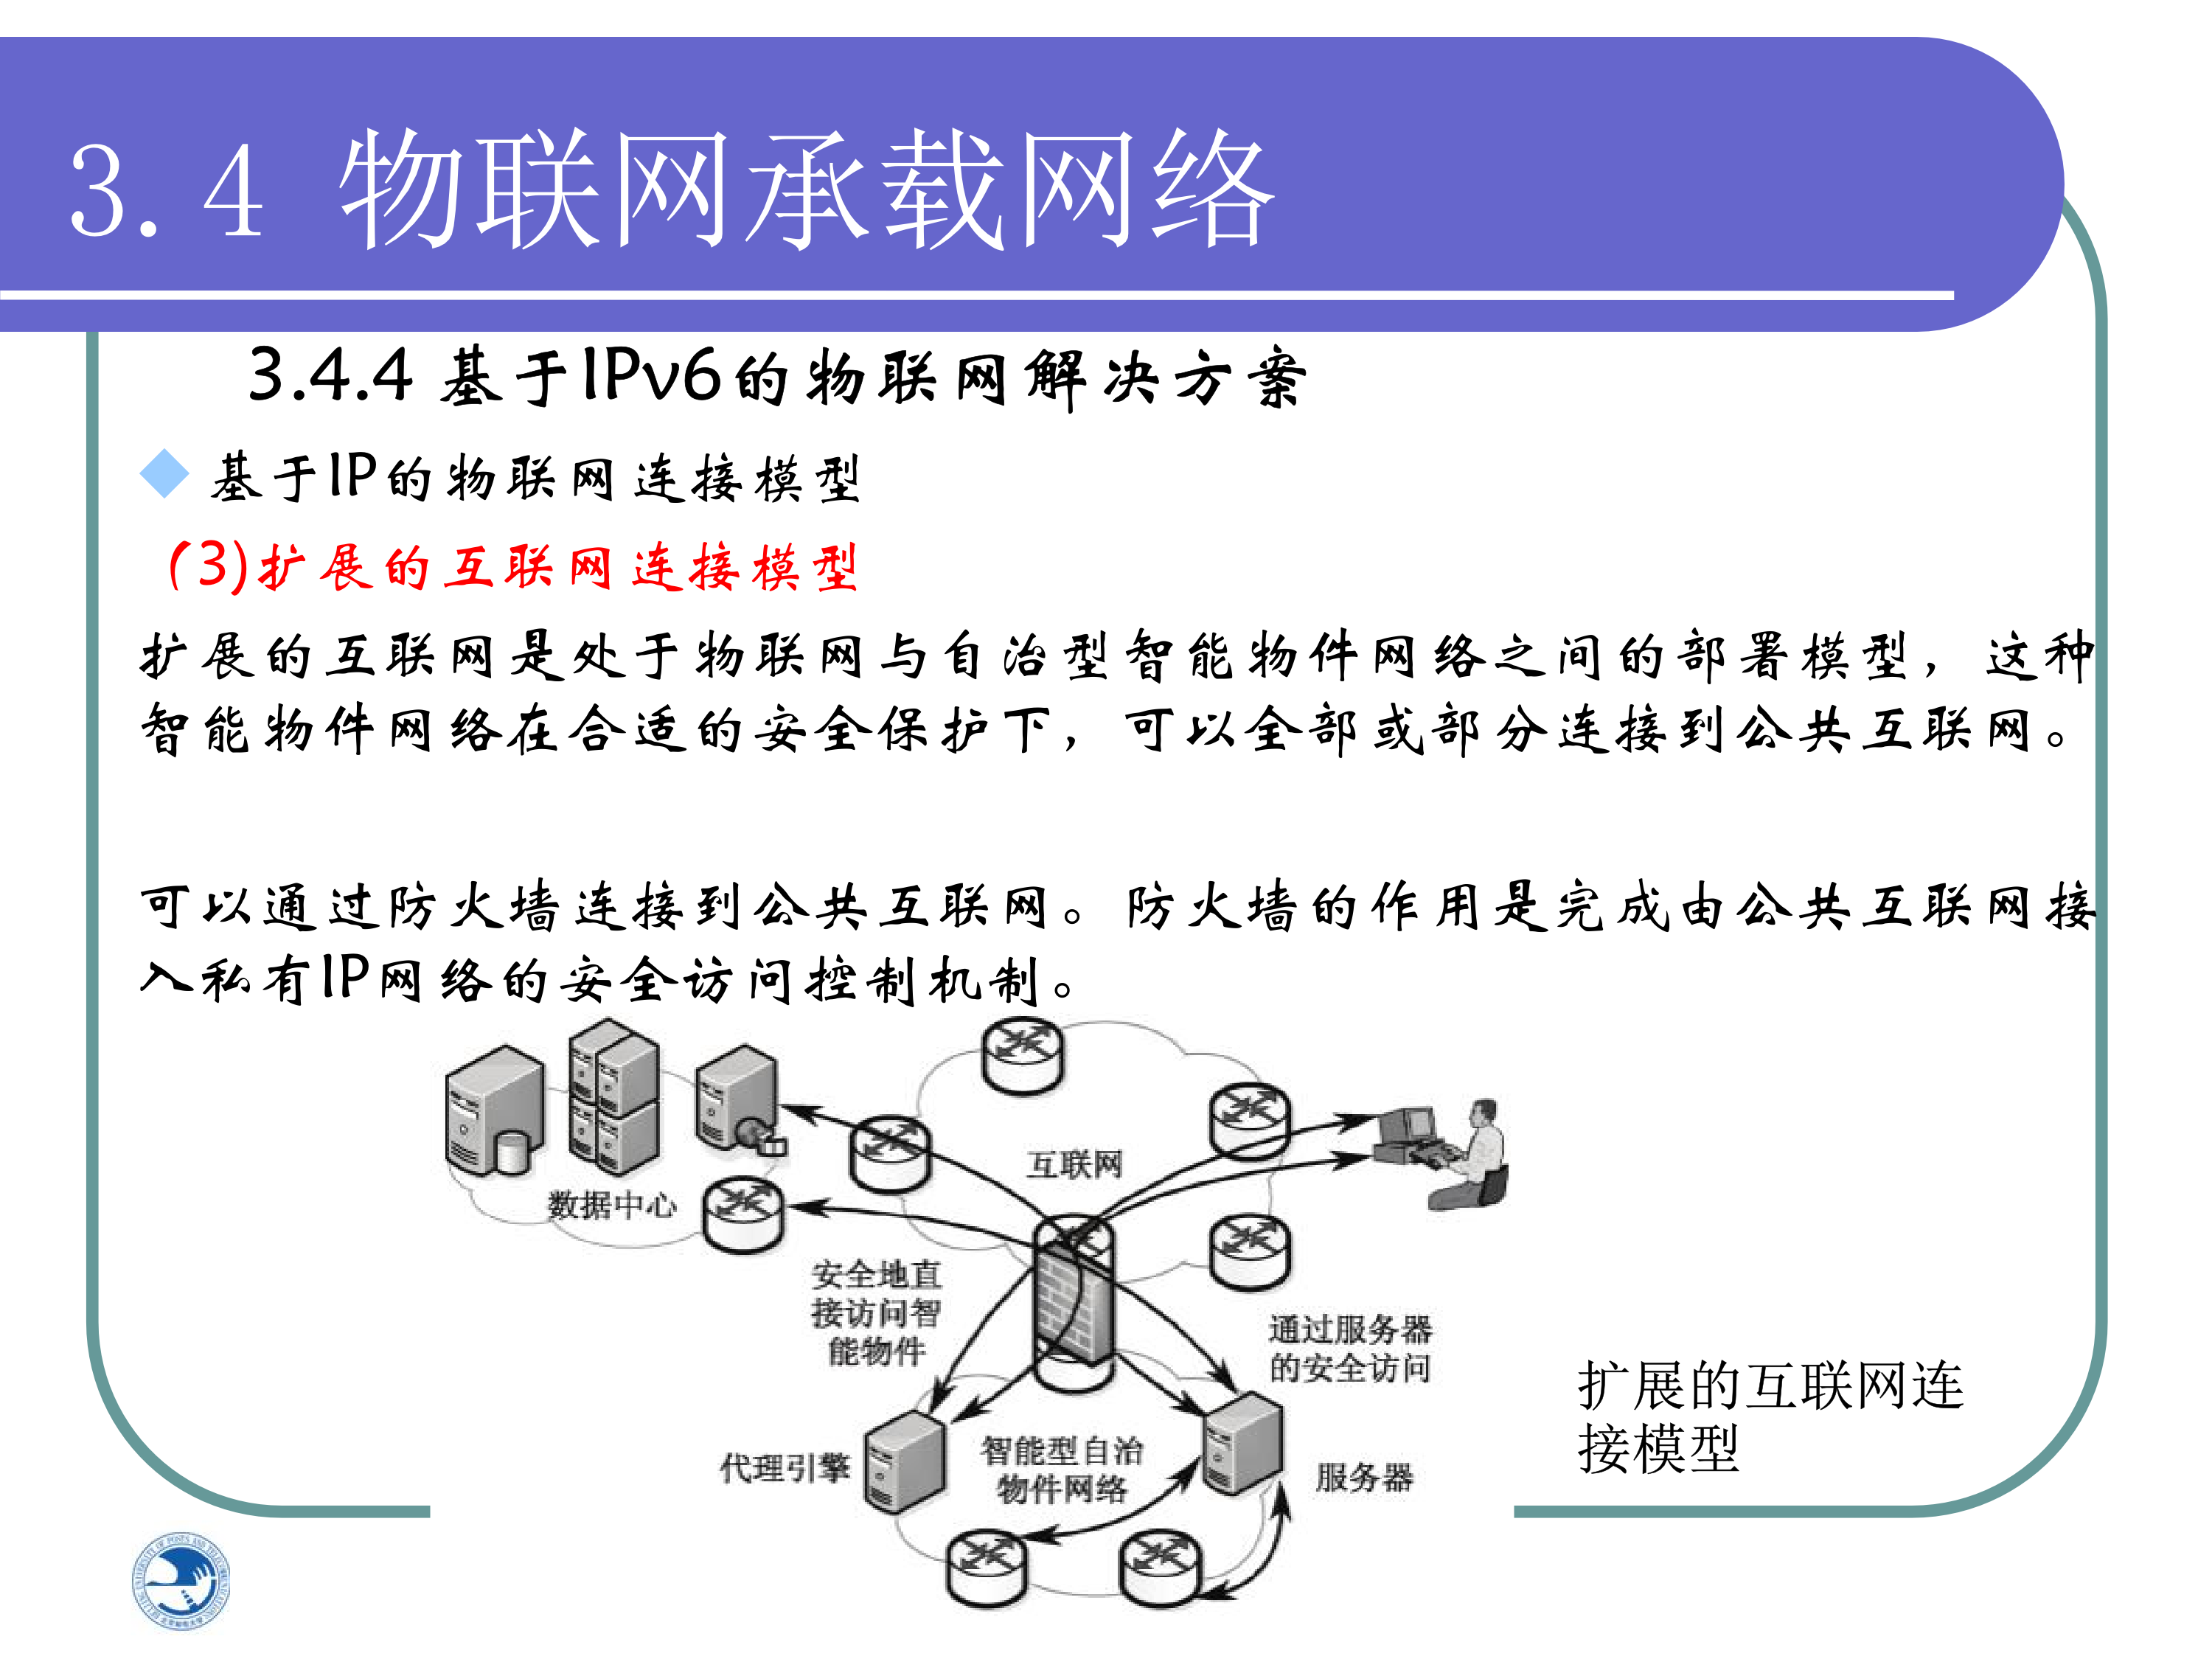 3.4 物联网承载网络
3.4.4 基于IPv6的物联网解决方案
基于IP的物联网连接模型
(3)扩展的互联网连接模型
扩展的互联网是处于物联网与自治型智能物件网络之间的部署模型，这种
智能物件网络在合适的安全保护下，可以全部或部分连接到公共互联网。
可以通过防火墙连接到公共互联网。防火墙的作用是完成由公共互联网接
入私有IP网络的安全访问控制机制。
互联网
数据中心
安全地直
接访问智
能物件
通过服务器
的安全访问
代理引擎
智能型自治
物件网络
服务器
扩展的互联网连
接模型